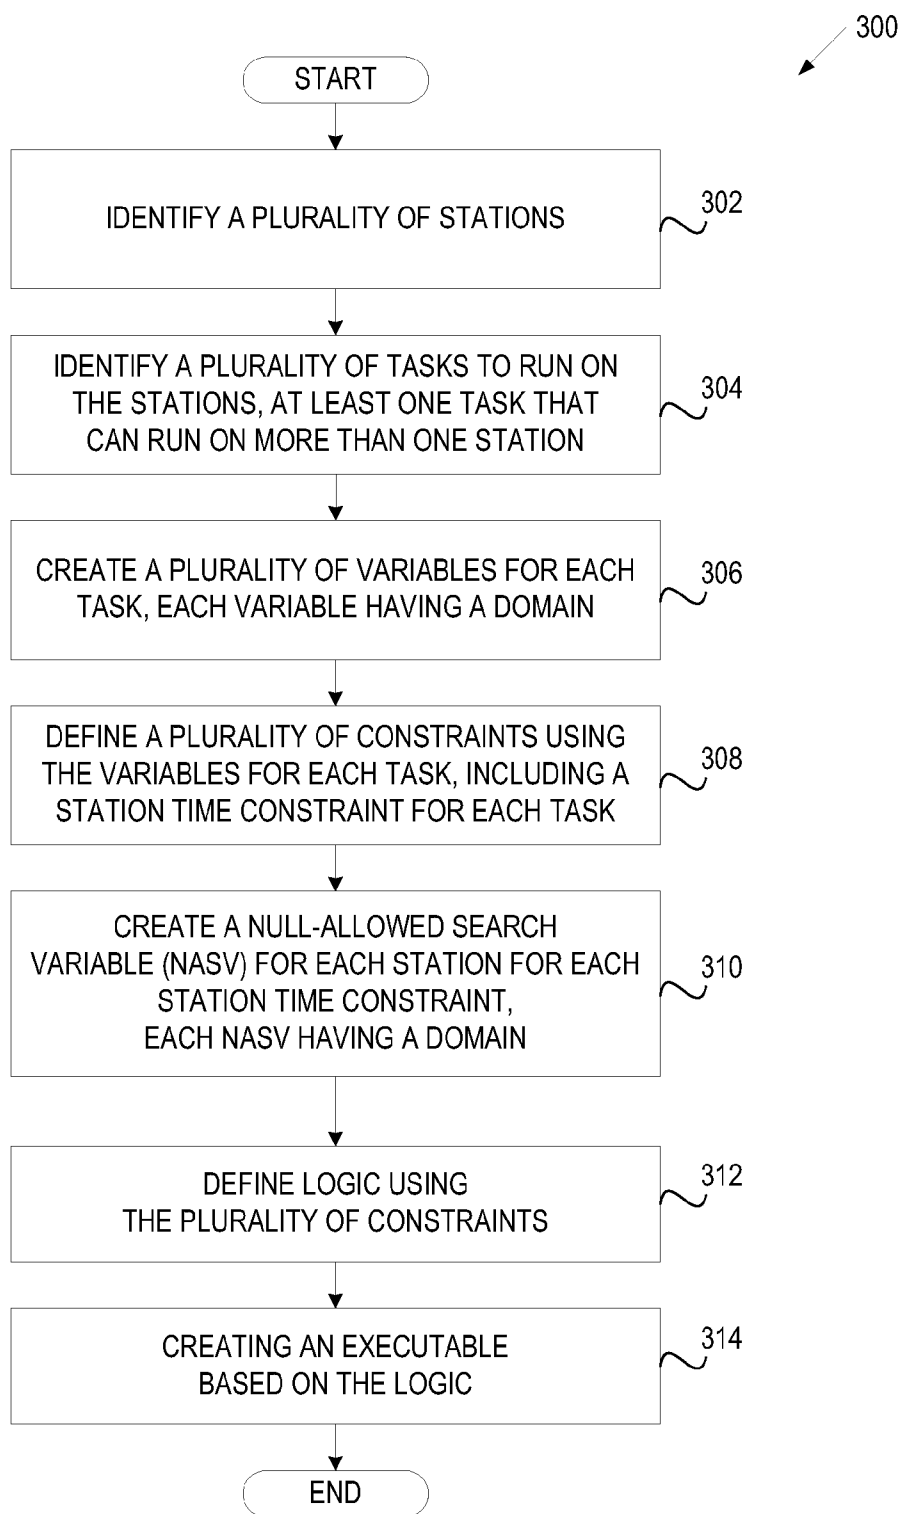 300
START
IDENTIFY A PLURALITY OF STATIONS
302
IDENTIFY A PLURALITY OF TASKS TO RUN ON
THE STATIONS, AT LEAST ONE TASK THAT
CAN RUN ON MORE THAN ONE STATION
304
CREATE A PLURALITY OF VARIABLES FOR EACH
TASK, EACH VARIABLE HAVING A DOMAIN
306
DEFINE A PLURALITY OF CONSTRAINTS USING
THE VARIABLES FOR EACH TASK, INCLUDING A
STATION TIME CONSTRAINT FOR EACH TASK
308
CREATE A NULL-ALLOWED SEARCH
VARIABLE (NASV) FOR EACH STATION FOR EACH
STATION TIME CONSTRAINT,
EACH NASV HAVING A DOMAIN
310
DEFINE LOGIC USING
THE PLURALITY OF CONSTRAINTS
312
CREATING AN EXECUTABLE
BASED ON THE LOGIC
314
END